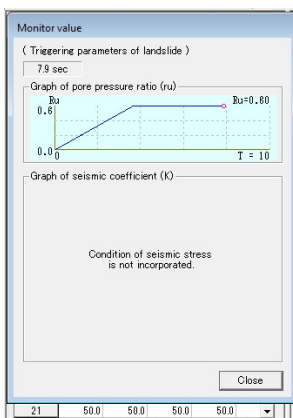 Monitor value
( Triggering parameters of landslide )
7.9 sec
Graph of pore pressure ratio (ru)
Ru
0.6
Ru=0.60
0.0
0
T = 10
Graph of seismic coefficient (K)
Condition of seismic stress
is not incorporated.
Close
21 50.0 50.0 50.0 50.0